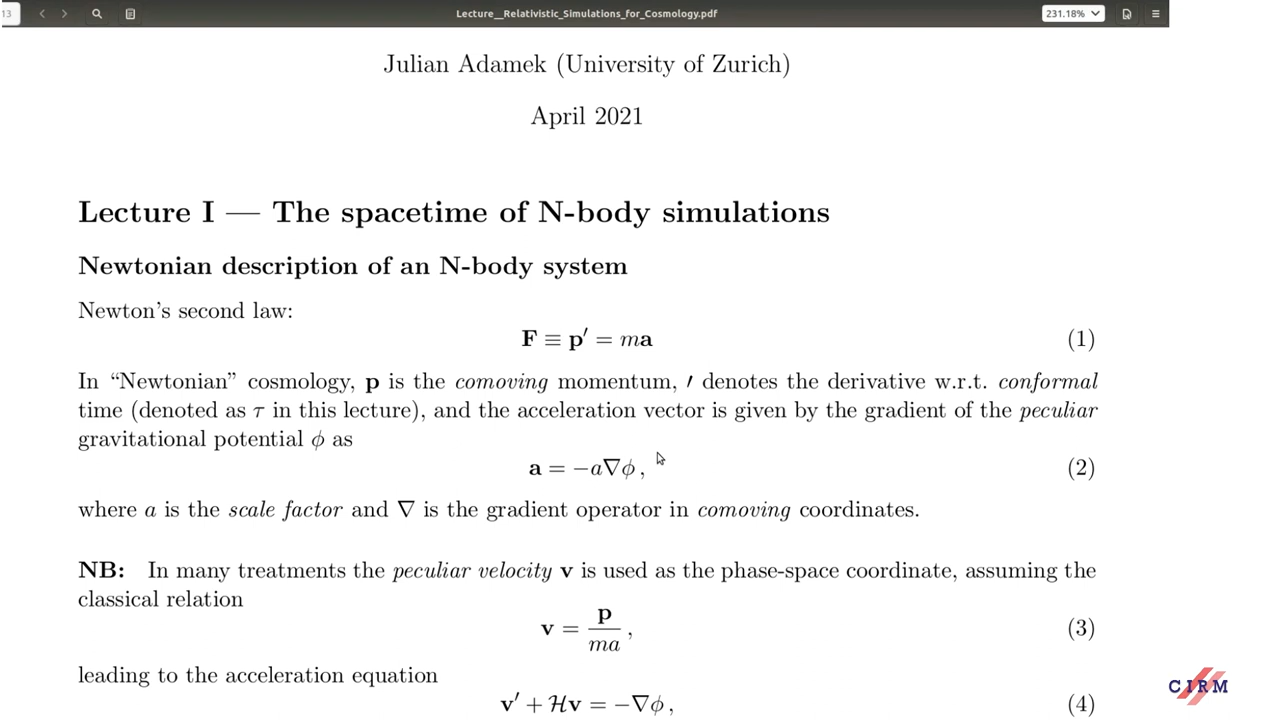 13
Lecture__Relativistic_Simulations_for_Cosmology.pdf
231.18%
Julian Adamek (University of Zurich)
April 2021
Lecture I — The spacetime of N-body simulations
Newtonian description of an N-body system
Newton's second law:
F ≡ p′ = ma (1)
In “Newtonian” cosmology, p is the comoving momentum, ′ denotes the derivative w.r.t. conformal
time (denoted as τ in this lecture), and the acceleration vector is given by the gradient of the peculiar
gravitational potential ϕ as
a = −a∇ϕ , (2)
where a is the scale factor and ∇ is the gradient operator in comoving coordinates.
NB: In many treatments the peculiar velocity v is used as the phase-space coordinate, assuming the
classical relation
v = p/ma , (3)
leading to the acceleration equation
v′ + ℋv = −∇ϕ , (4)
CIRM